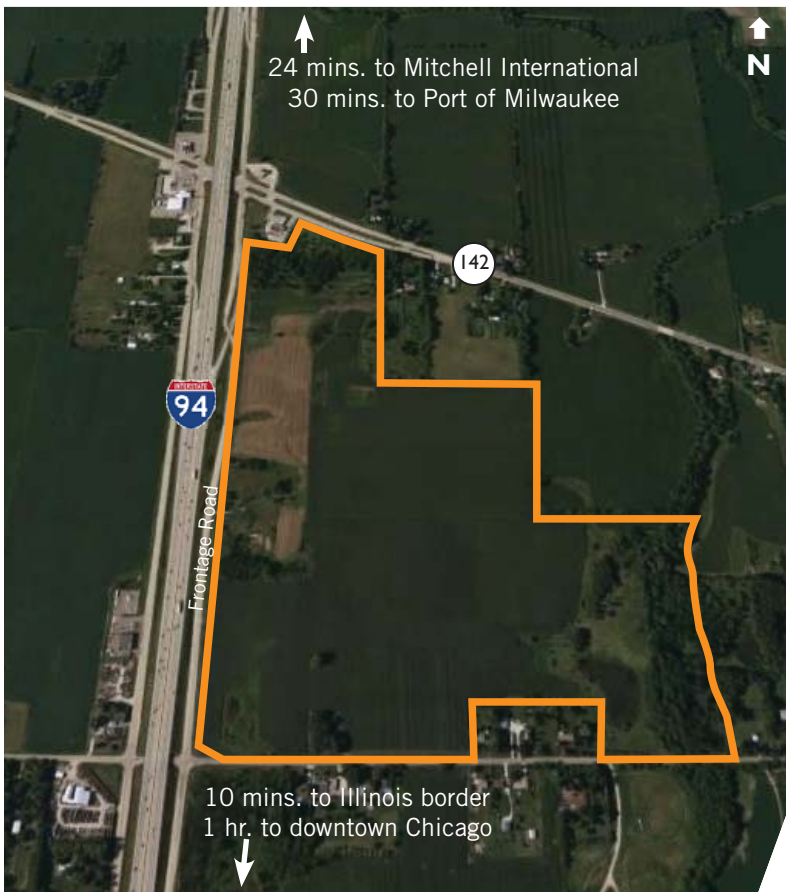 24 mins. to Mitchell International
30 mins. to Port of Milwaukee
N
142
INTERSTATE
94
Frontage Road
10 mins. to Illinois border
1 hr. to downtown Chicago